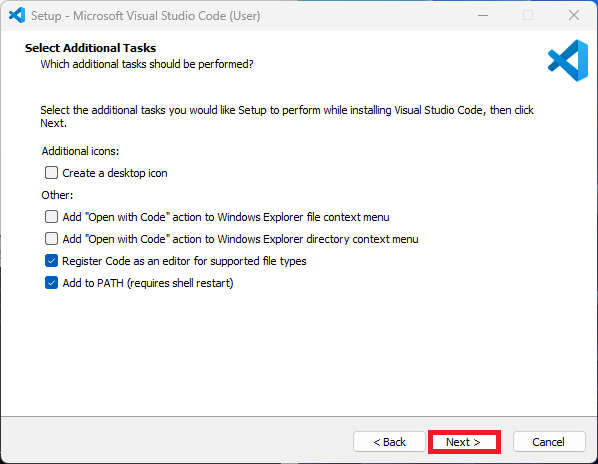 Setup - Microsoft Visual Studio Code (User)
Select Additional Tasks
Which additional tasks should be performed?
Select the additional tasks you would like Setup to perform while installing Visual Studio Code, then click
Next.
Additional icons:
Create a desktop icon
Other:
Add "Open with Code" action to Windows Explorer file context menu
Add "Open with Code" action to Windows Explorer directory context menu
Register Code as an editor for supported file types
Add to PATH (requires shell restart)
< Back Next > Cancel